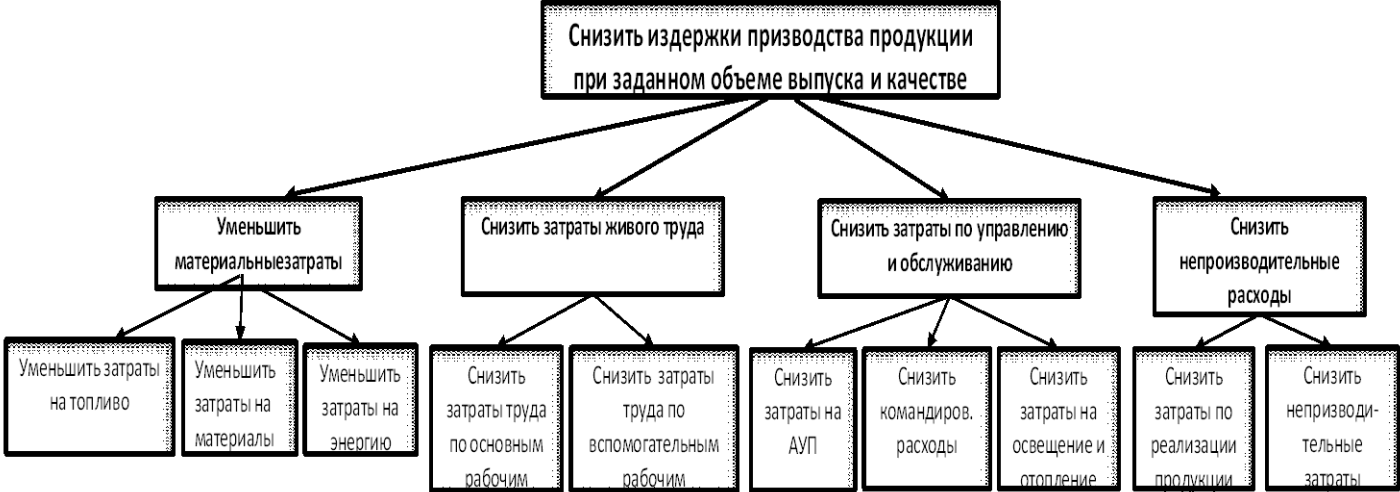 Снизить издержки призводства продукции
при заданном объеме выпуска и качестве
Уменьшить
материальныезатраты
Снизить затраты живого труда
Снизить затраты по управлению
и обслуживанию
Снизить
непроизводительные
расходы
Уменьшить затраты
на топливо
Уменьшить
затраты на
материалы
Уменьшить
затраты на
энергию
Снизить
затраты труда
по основным
рабочим
Снизить затраты
труда по
вспомогательным
рабочим
Снизить
затраты на
АУП
Снизить
командиров.
расходы
Снизить
затраты на
освещение и
отопление
Снизить
затраты по
реализации
продукции
Снизить
непризводи-
тельные
затраты